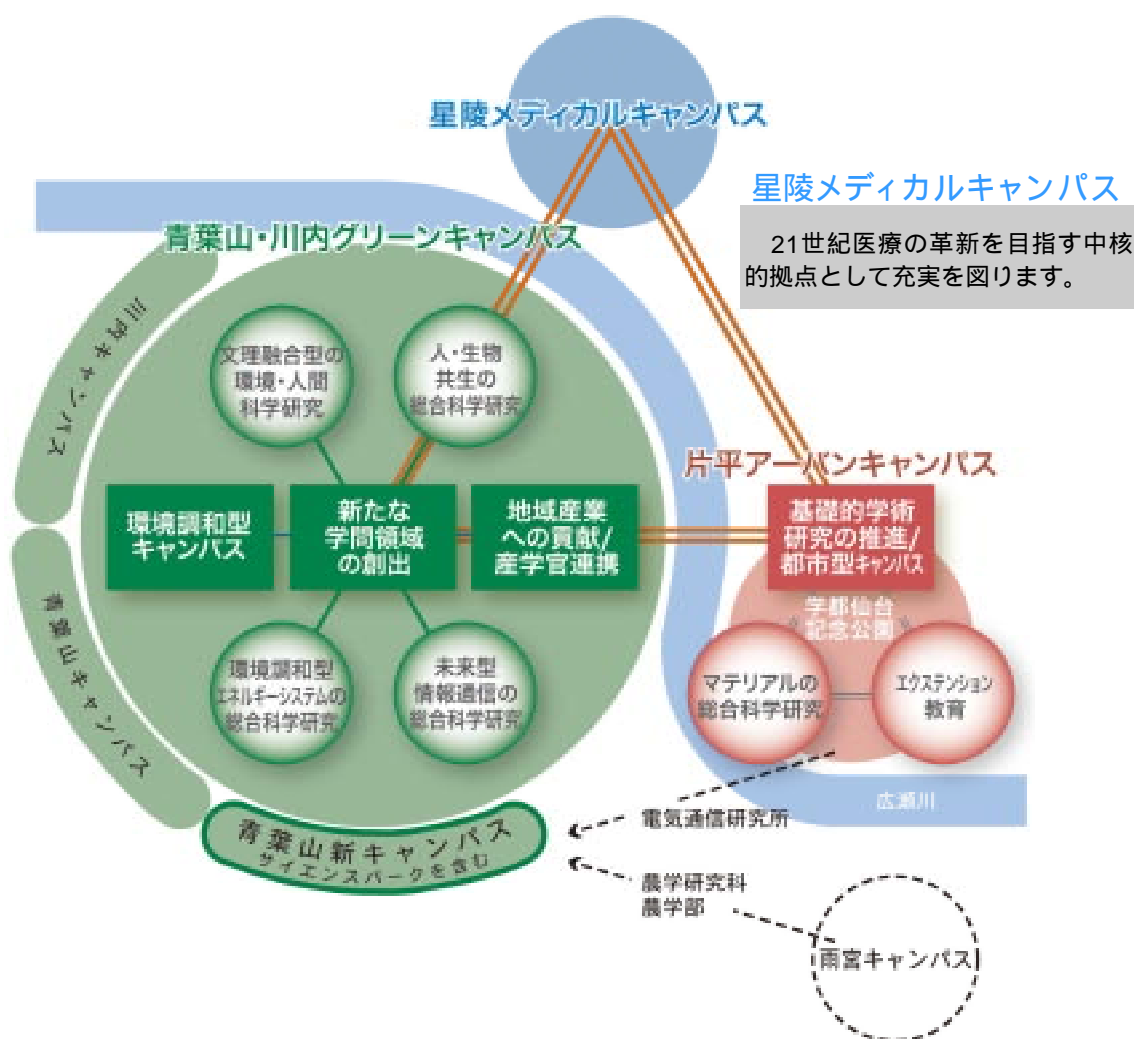 星陵メディカルキャンパス
星陵メディカルキャンパス
21世紀医療の革新を目指す中核
的拠点として充実を図ります。
青葉山・川内グリーンキャンパス
川内キャンパス
文理融合型の
環境・人間
科学研究
人・生物
共生の
総合科学研究
片平アーバンキャンパス
環境調和型
キャンパス
新たな
学問領域
の創出
地域産業
への貢献/
産学官連携
基礎的学術
研究の推進/
都市型キャンパス
学都仙台
記念公園
青葉山キャンパス
環境調和型
エネルギーシステムの
総合科学研究
未来型
情報通信の
総合科学研究
マテリアルの
総合科学研究
エクステンション
教育
広瀬川
電気通信研究所
青葉山新キャンパス
サイエンスパークを含む
農学研究科
農学部
雨宮キャンパス